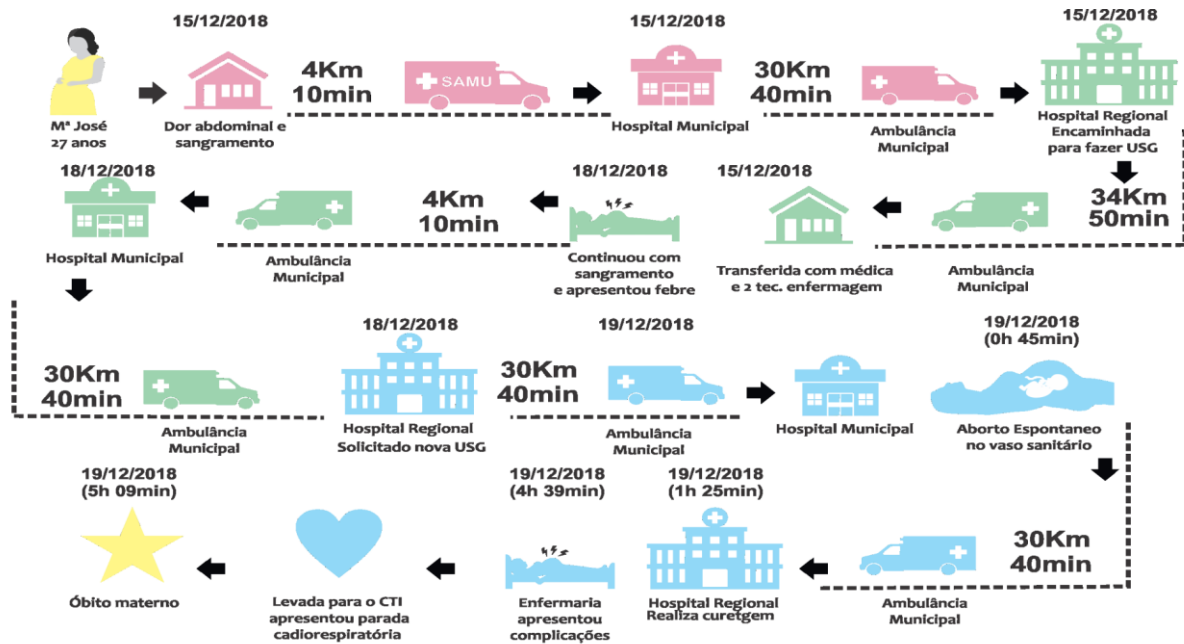 Mª José
27 anos
15/12/2018
Dor abdominal e
sangramento
4Km
10min
SAMU
15/12/2018
Hospital Municipal
30Km
40min
Ambulância
Municipal
15/12/2018
Hospital Regional
Encaminhada
para fazer USG
34Km
50min
Ambulância
Municipal
15/12/2018
Transferida com médica
e 2 tec. enfermagem
18/12/2018
Continuou com
sangramento
e apresentou febre
4Km
10min
Ambulância
Municipal
18/12/2018
Hospital Municipal
30Km
40min
Ambulância
Municipal
18/12/2018
Hospital Regional
Solicitado nova USG
30Km
40min
19/12/2018
Ambulância
Municipal
Hospital Municipal
19/12/2018
(0h 45min)
Aborto Espontaneo
no vaso sanitário
30Km
40min
Ambulância
Municipal
19/12/2018
(1h 25min)
Hospital Regional
Realiza curetgem
19/12/2018
(4h 39min)
Enfermaria
apresentou
complicações
Levada para o CTI
apresentou parada
cadiorespiratória
19/12/2018
(5h 09min)
Óbito materno